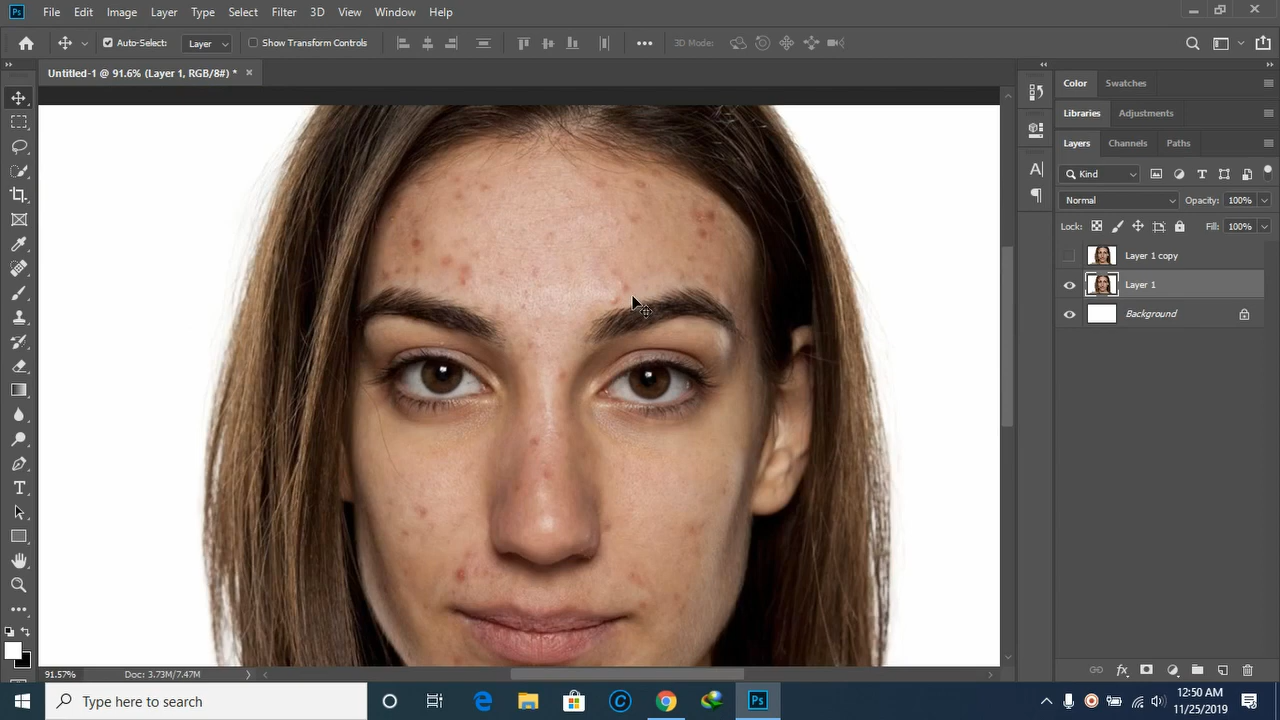 Ps File Edit Image Layer Type Select Filter 3D View Window Help
Auto-Select: Layer Show Transform Controls 3D Mode:
Untitled-1 @ 91.6% (Layer 1, RGB/8#) *
Color Swatches
Libraries Adjustments
Layers Channels Paths
Kind
Normal Opacity: 100%
Lock: Fill: 100%
Layer 1 copy
Layer 1
Background
91.57% Doc: 3.73M/7.47M
Type here to search
Ps
12:50 AM
11/25/2019